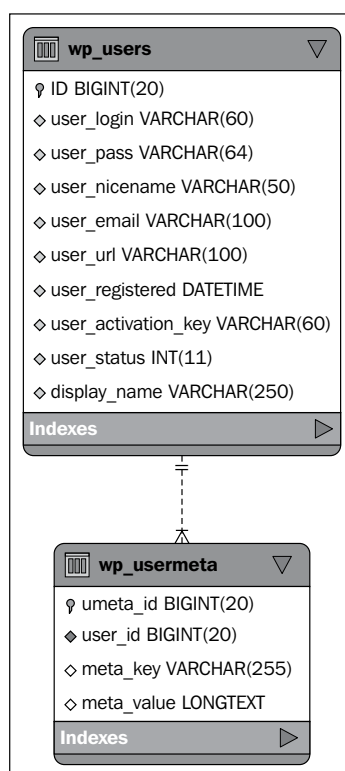 wp_users
ID BIGINT(20)
user_login VARCHAR(60)
user_pass VARCHAR(64)
user_nicename VARCHAR(50)
user_email VARCHAR(100)
user_url VARCHAR(100)
user_registered DATETIME
user_activation_key VARCHAR(60)
user_status INT(11)
display_name VARCHAR(250)
Indexes
wp_usermeta
umeta_id BIGINT(20)
user_id BIGINT(20)
meta_key VARCHAR(255)
meta_value LONGTEXT
Indexes